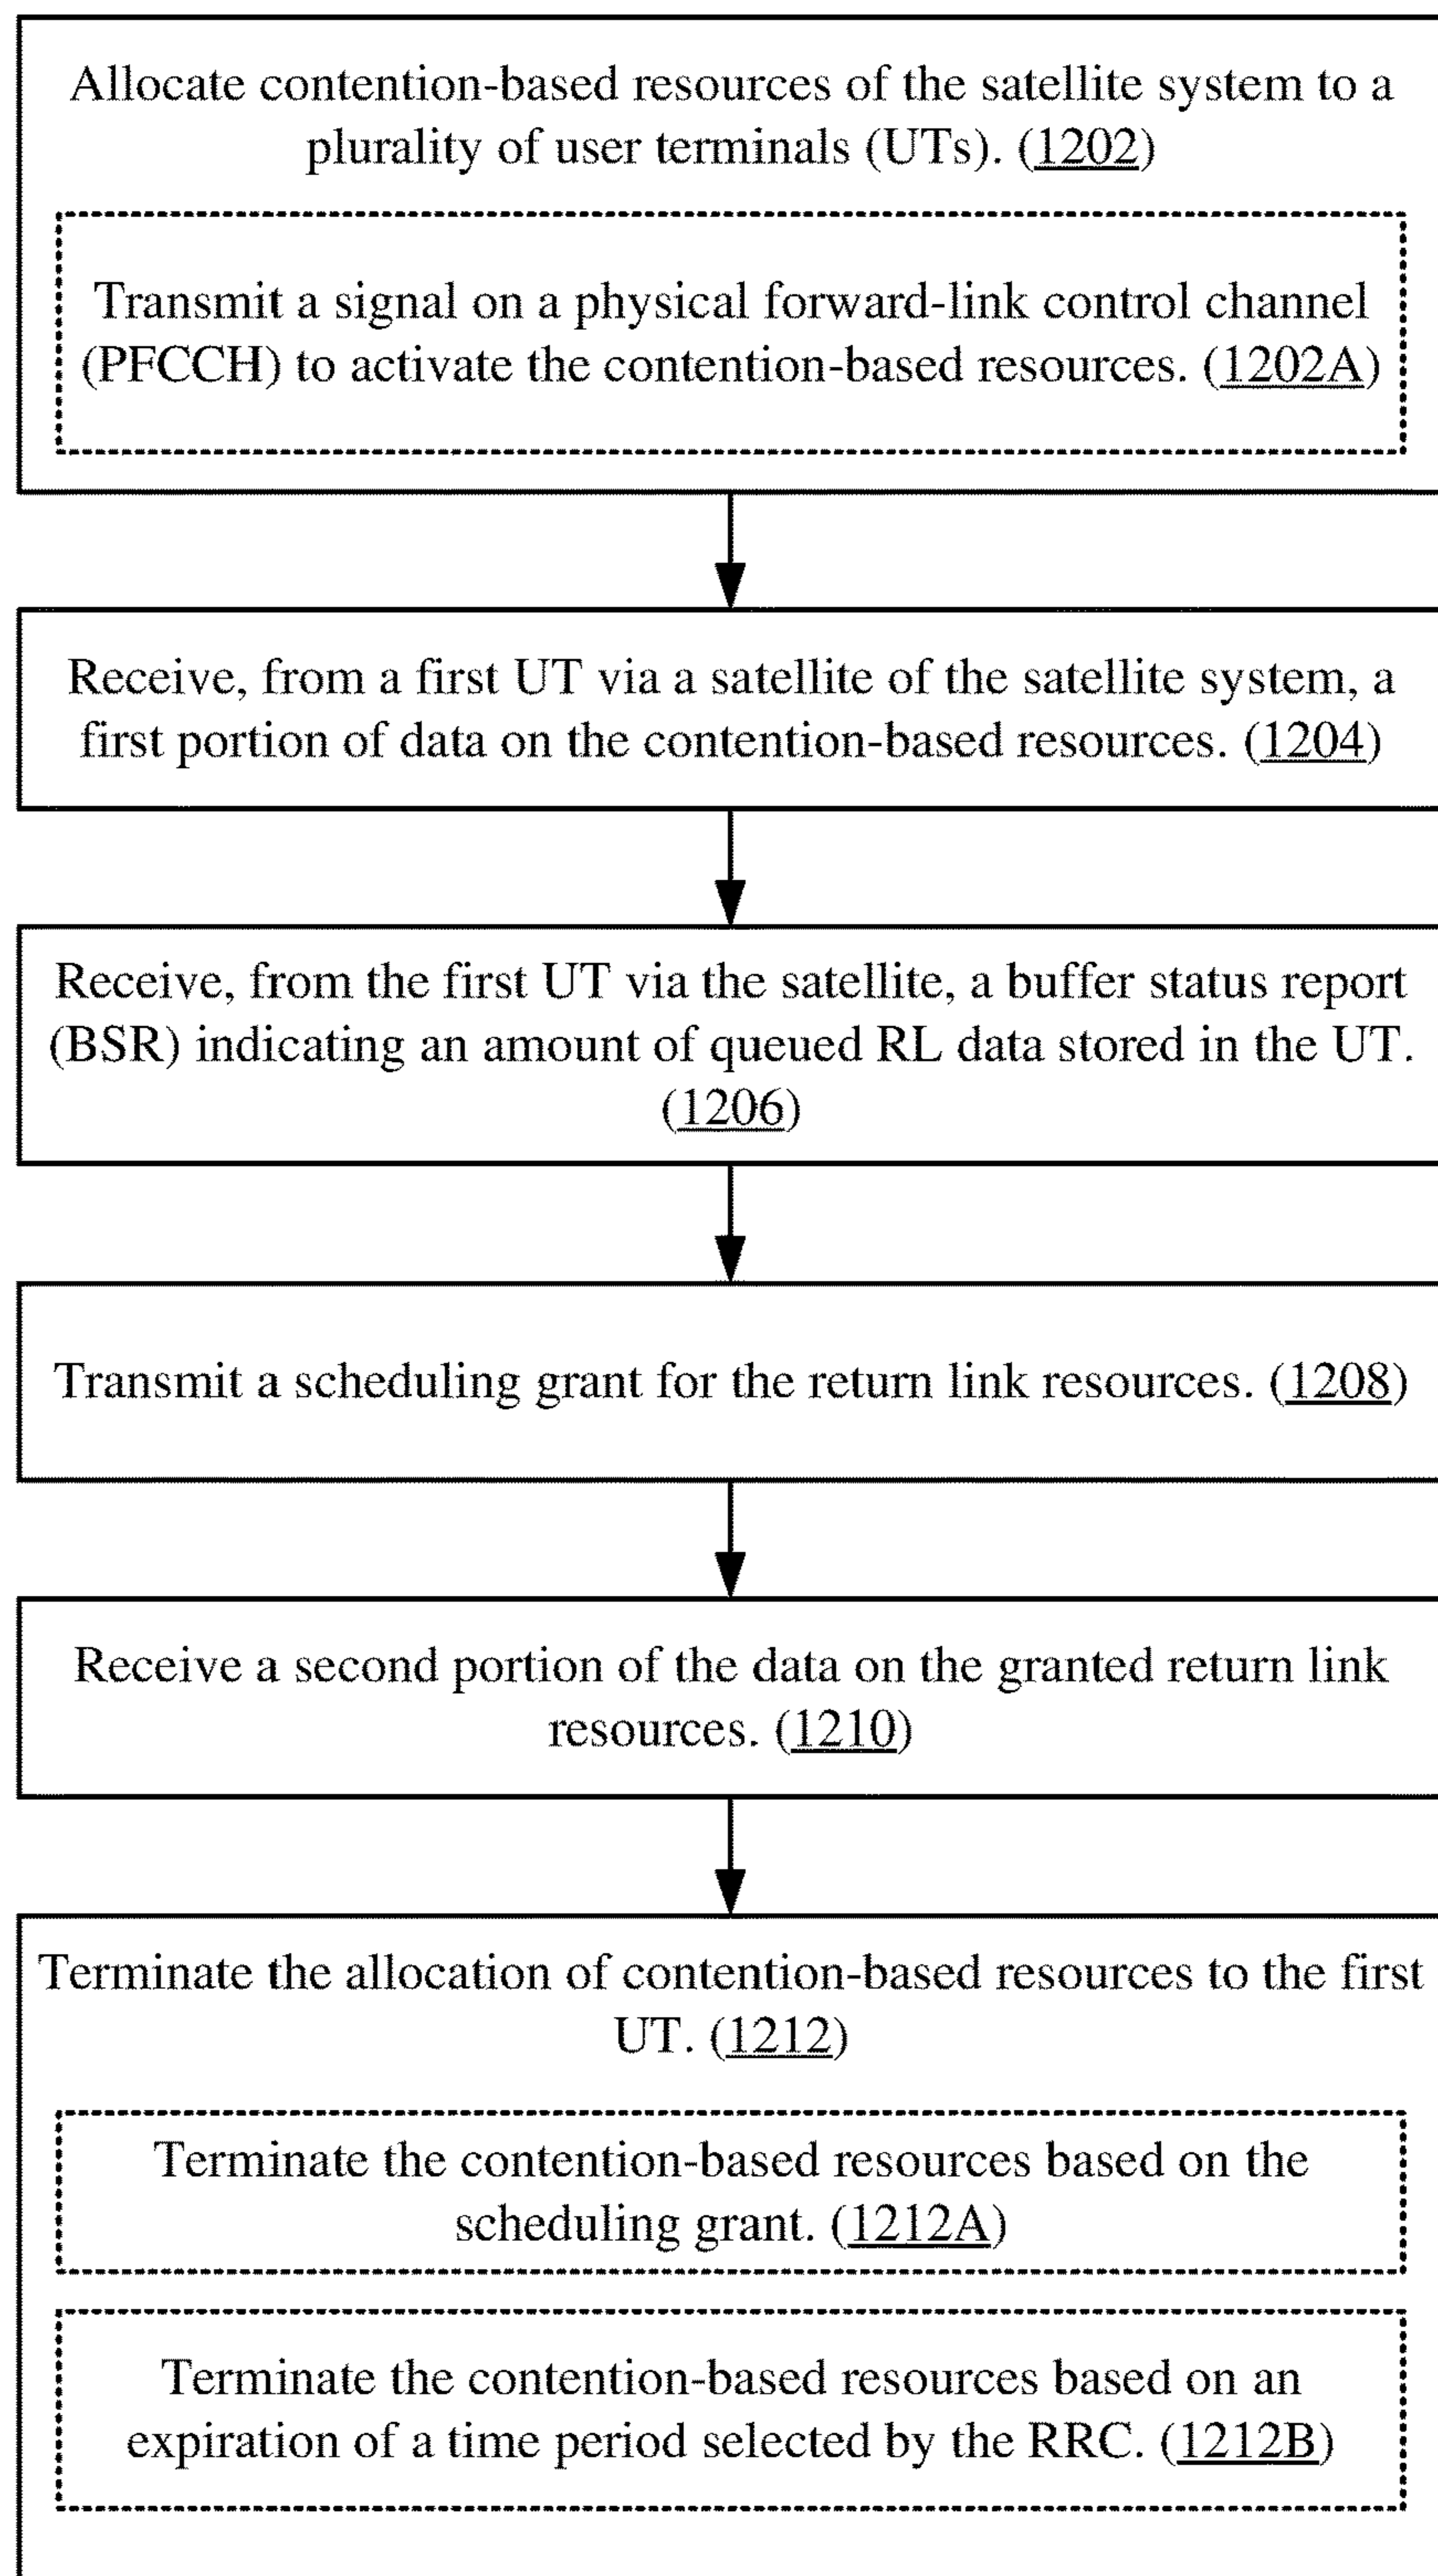 Allocate contention-based resources of the satellite system to a
plurality of user terminals (UTs). (1202)
Transmit a signal on a physical forward-link control channel
(PFCCH) to activate the contention-based resources. (1202A)
Receive, from a first UT via a satellite of the satellite system, a
first portion of data on the contention-based resources. (1204)
Receive, from the first UT via the satellite, a buffer status report
(BSR) indicating an amount of queued RL data stored in the UT.
(1206)
Transmit a scheduling grant for the return link resources. (1208)
Receive a second portion of the data on the granted return link
resources. (1210)
Terminate the allocation of contention-based resources to the first
UT. (1212)
Terminate the contention-based resources based on the
scheduling grant. (1212A)
Terminate the contention-based resources based on an
expiration of a time period selected by the RRC. (1212B)